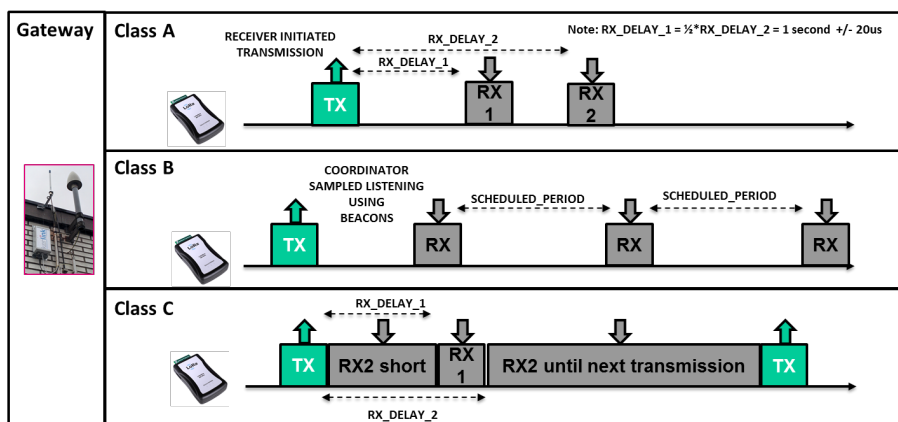 Gateway
Class A
RECEIVER INITIATED
TRANSMISSION
RX_DELAY_2
RX_DELAY_1
Note: RX_DELAY_1 = ½*RX_DELAY_2 = 1 second +/- 20us
TX
RX
1
RX
2
Class B
COORDINATOR
SAMPLED LISTENING
USING
BEACONS
SCHEDULED_PERIOD
SCHEDULED_PERIOD
TX
RX
RX
RX
Class C
RX_DELAY_1
TX
RX2 short
RX
1
RX2 until next transmission
TX
RX_DELAY_2